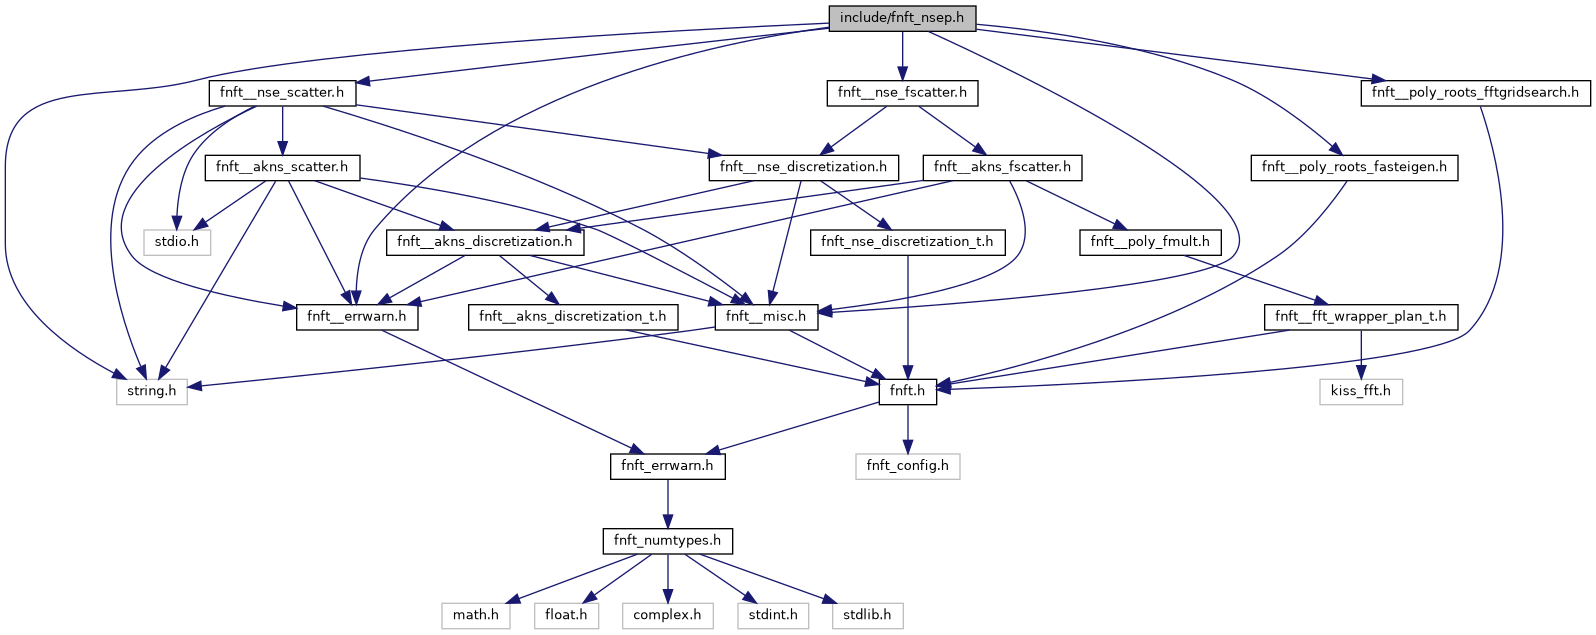 include/fnft_nsep.h
fnft__nse_scatter.h
fnft__nse_fscatter.h
fnft__poly_roots_fftgridsearch.h
fnft__akns_scatter.h
fnft__nse_discretization.h
fnft__akns_fscatter.h
fnft__poly_roots_fasteigen.h
stdio.h
fnft__akns_discretization.h
fnft_nse_discretization_t.h
fnft__poly_fmult.h
fnft__errwarn.h
fnft__akns_discretization_t.h
fnft__misc.h
fnft__fft_wrapper_plan_t.h
string.h
fnft.h
kiss_fft.h
fnft_errwarn.h
fnft_config.h
fnft_numtypes.h
math.h
float.h
complex.h
stdint.h
stdlib.h